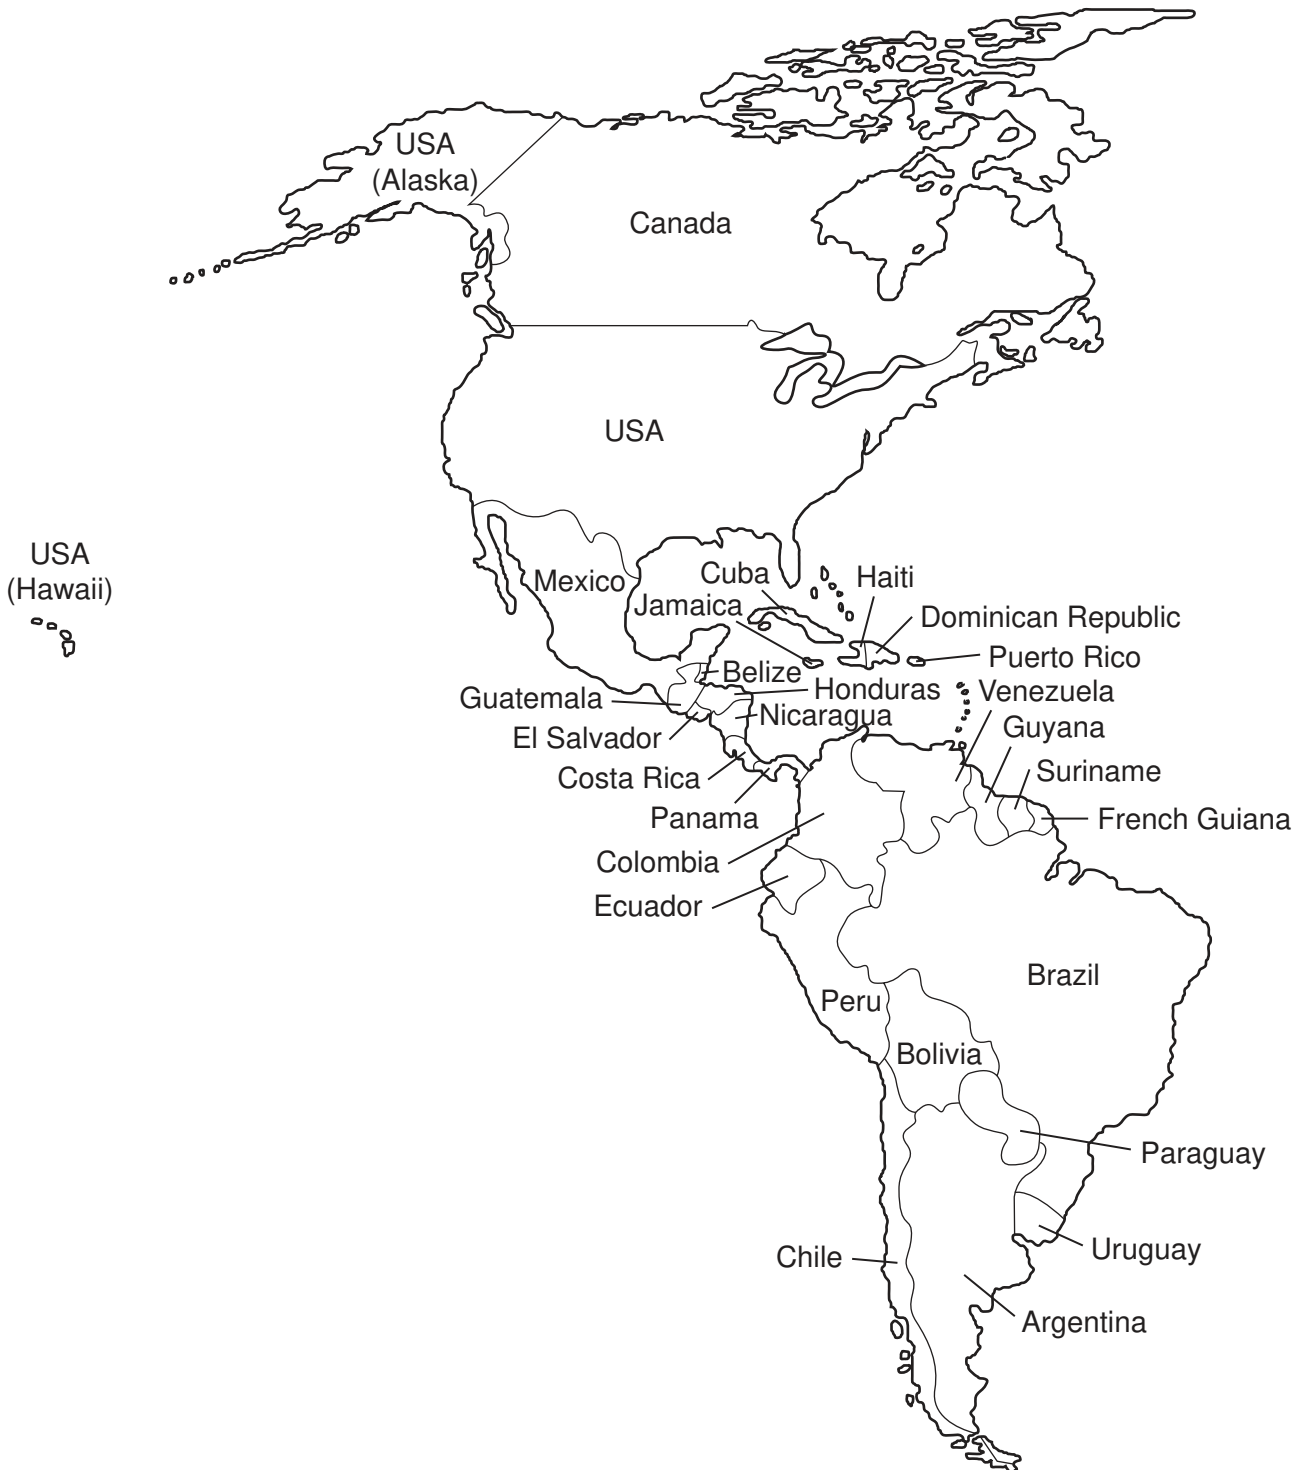 USA
(Alaska)
Canada
USA
USA
(Hawaii)
Mexico
Cuba
Haiti
Jamaica
Dominican Republic
Puerto Rico
Belize
Honduras
Venezuela
Guatemala
Nicaragua
Guyana
El Salvador
Costa Rica
Suriname
Panama
French Guiana
Colombia
Ecuador
Brazil
Peru
Bolivia
Paraguay
Uruguay
Chile
Argentina